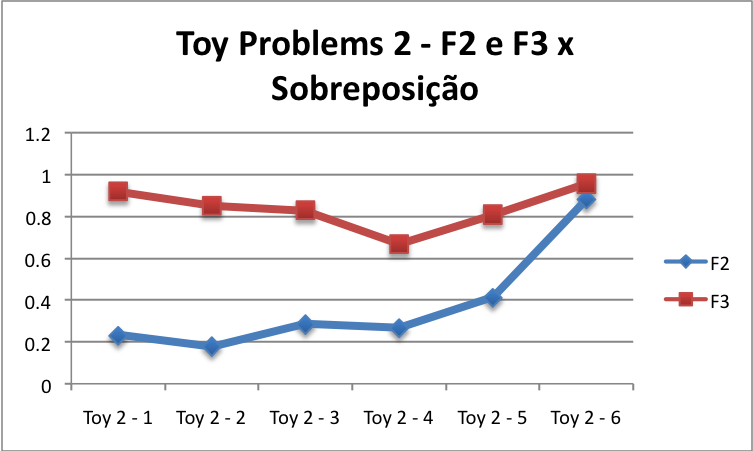 Toy Problems 2 - F2 e F3 x
Sobreposição
1.2
1
0.8
0.6
0.4
0.2
0
Toy 2 - 1 Toy 2 - 2 Toy 2 - 3 Toy 2 - 4 Toy 2 - 5 Toy 2 - 6
F2
F3